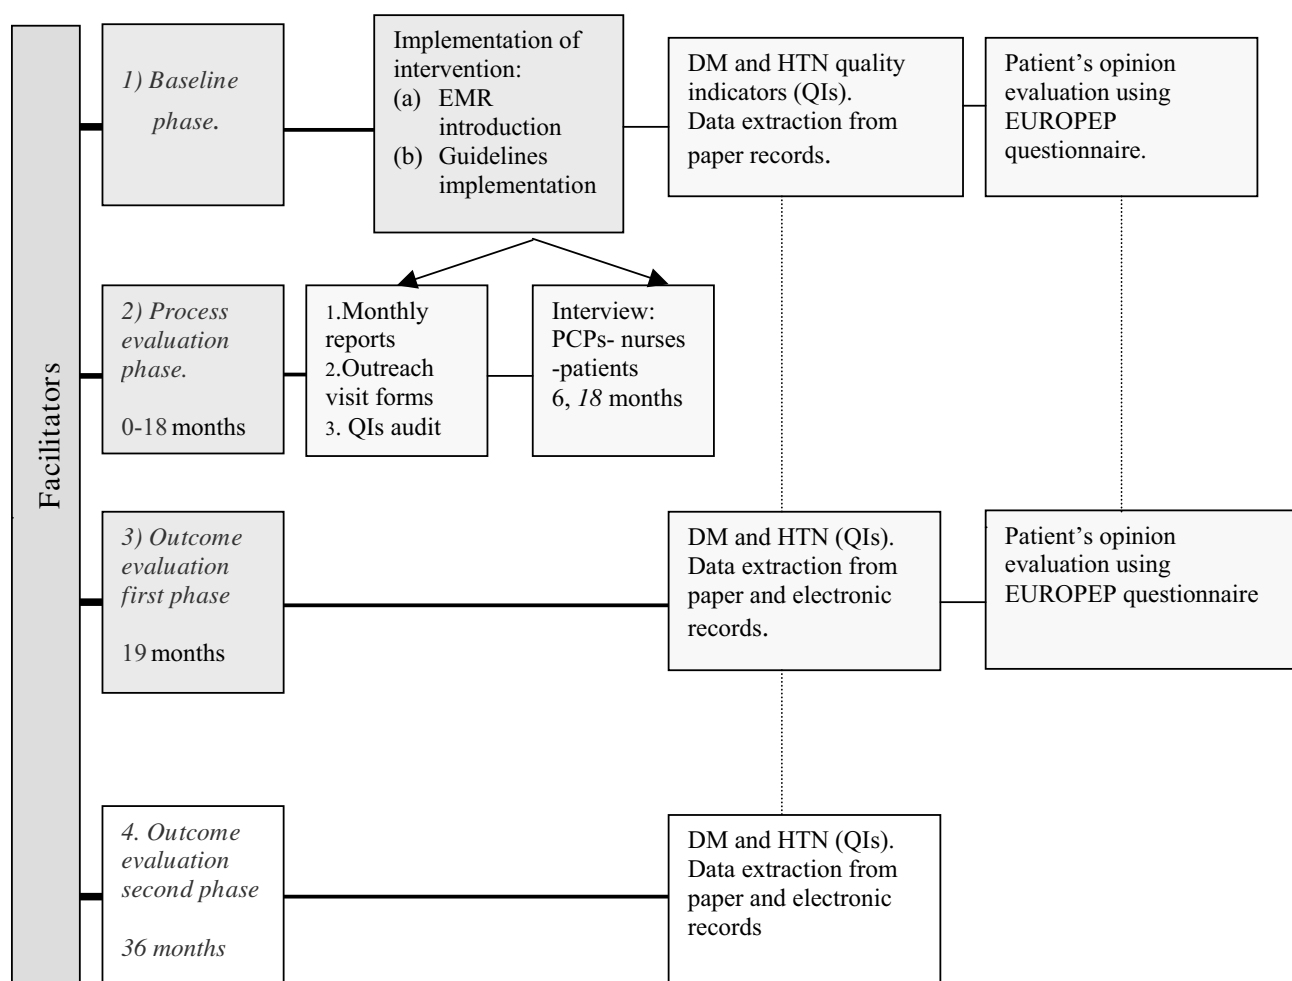 Facilitators
1) Baseline
phase.
Implementation of
intervention:
(a) EMR
introduction
(b) Guidelines
implementation
DM and HTN quality
indicators (QIs).
Data extraction from
paper records.
Patient’s opinion
evaluation using
EUROPEP
questionnaire.
2) Process
evaluation
phase.
0-18 months
1.Monthly
reports
2.Outreach
visit forms
3. QIs audit
Interview:
PCPs- nurses
-patients
6, 18 months
3) Outcome
evaluation
first phase
19 months
DM and HTN (QIs).
Data extraction from
paper and electronic
records.
Patient’s opinion
evaluation using
EUROPEP questionnaire
4. Outcome
evaluation
second phase
36 months
DM and HTN (QIs).
Data extraction from
paper and electronic
records